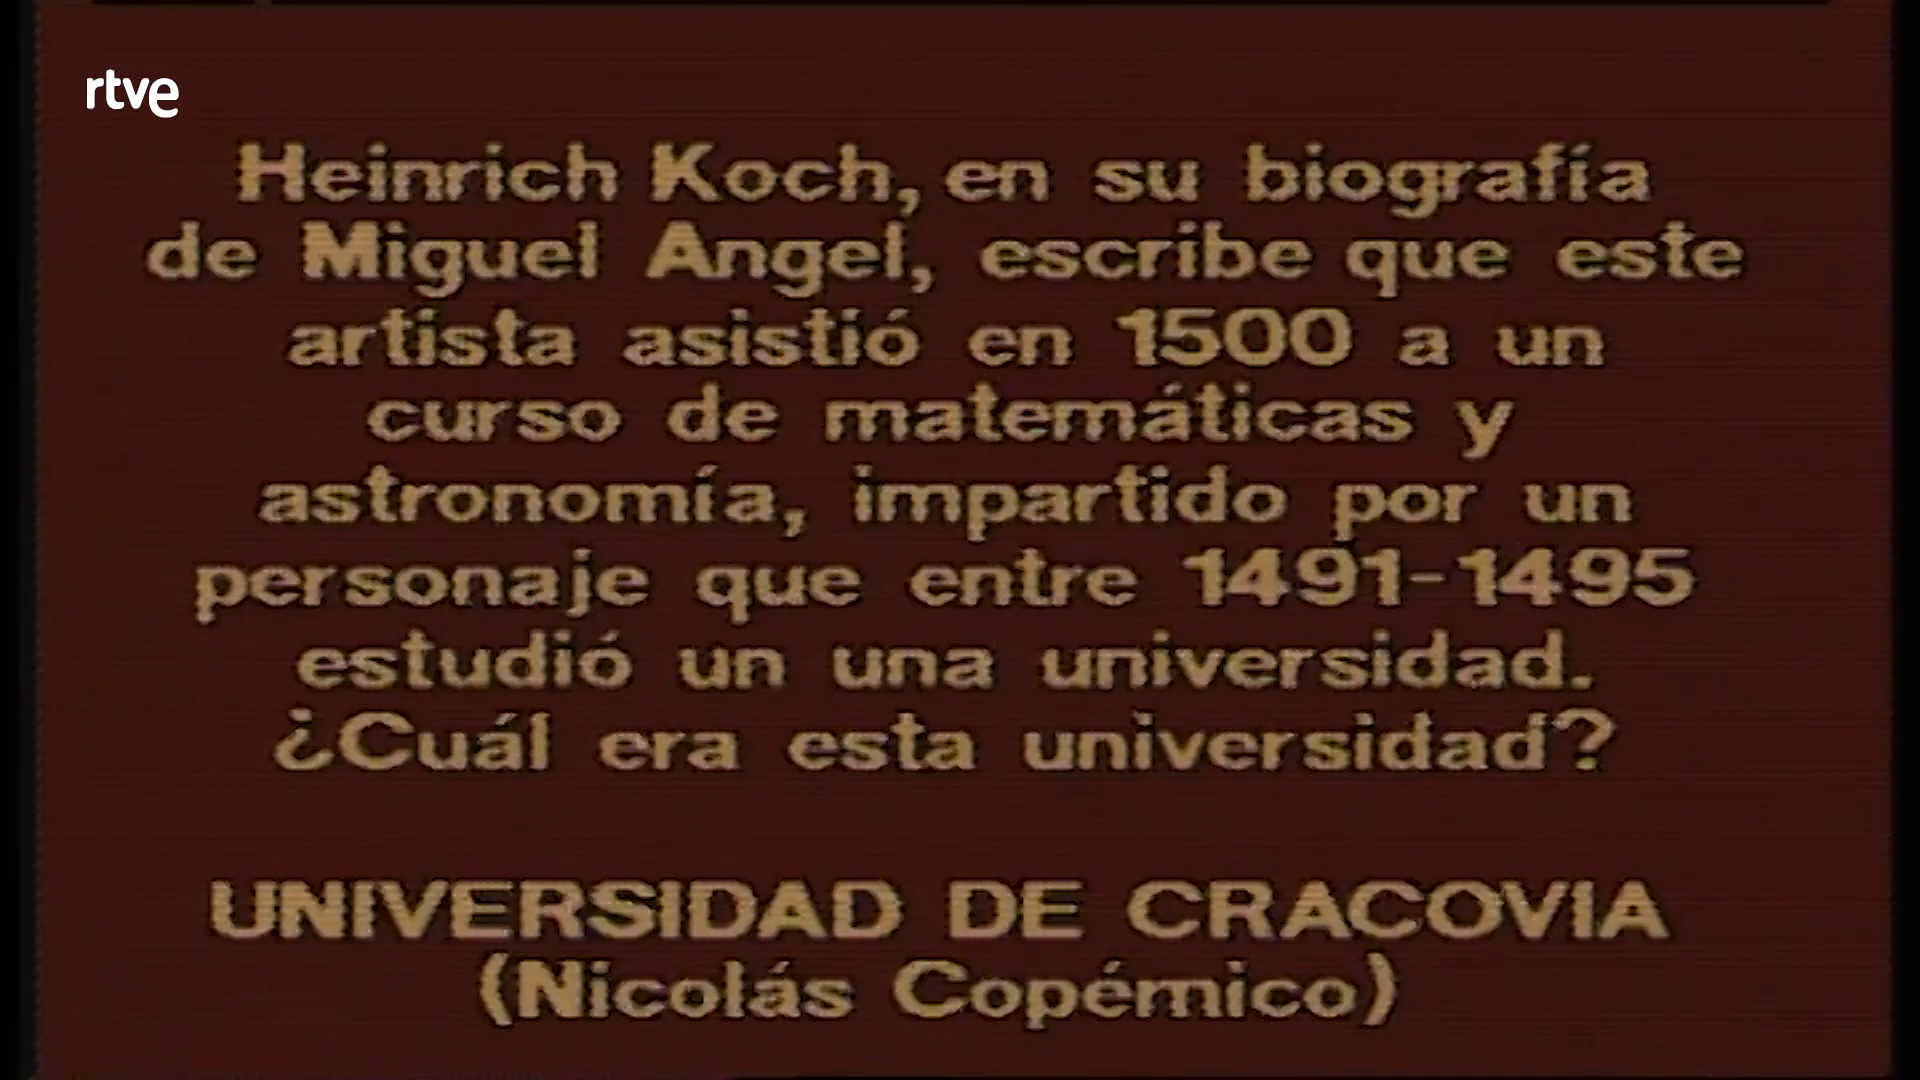 rtve
Heinrich Koch, en su biografía
de Miguel Angel, escribe que este
artista asistió en 1500 a un
curso de matemáticas y
astronomía, impartido por un
personaje que entre 1491-1495
estudió un una universidad.
¿Cuál era esta universidad?
UNIVERSIDAD DE CRACOVIA
(Nicolás Copérnico)